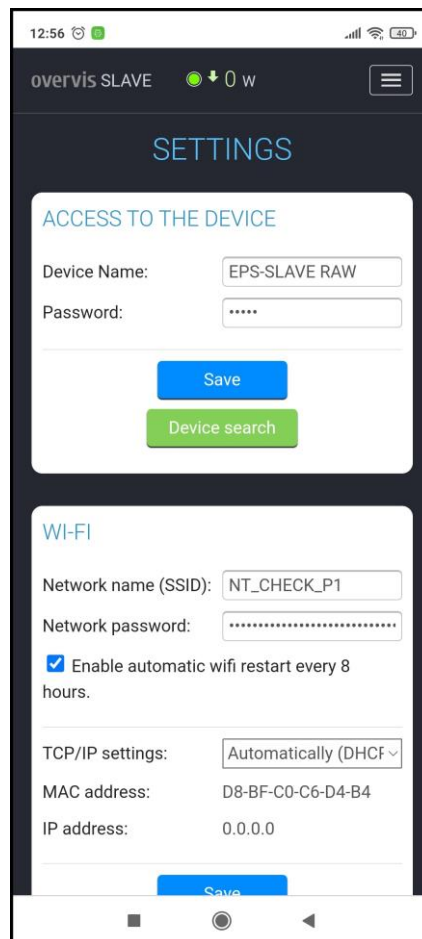 12:56 40
overvis SLAVE 0 W
SETTINGS
ACCESS TO THE DEVICE
Device Name: EPS-SLAVE RAW
Password: •••••
Save
Device search
WI-FI
Network name (SSID): NT_CHECK_P1
Network password: ••••••••••••••••••••••••••••
Enable automatic wifi restart every 8
hours.
TCP/IP settings: Automatically (DHCP
MAC address: D8-BF-C0-C6-D4-B4
IP address: 0.0.0.0
Save